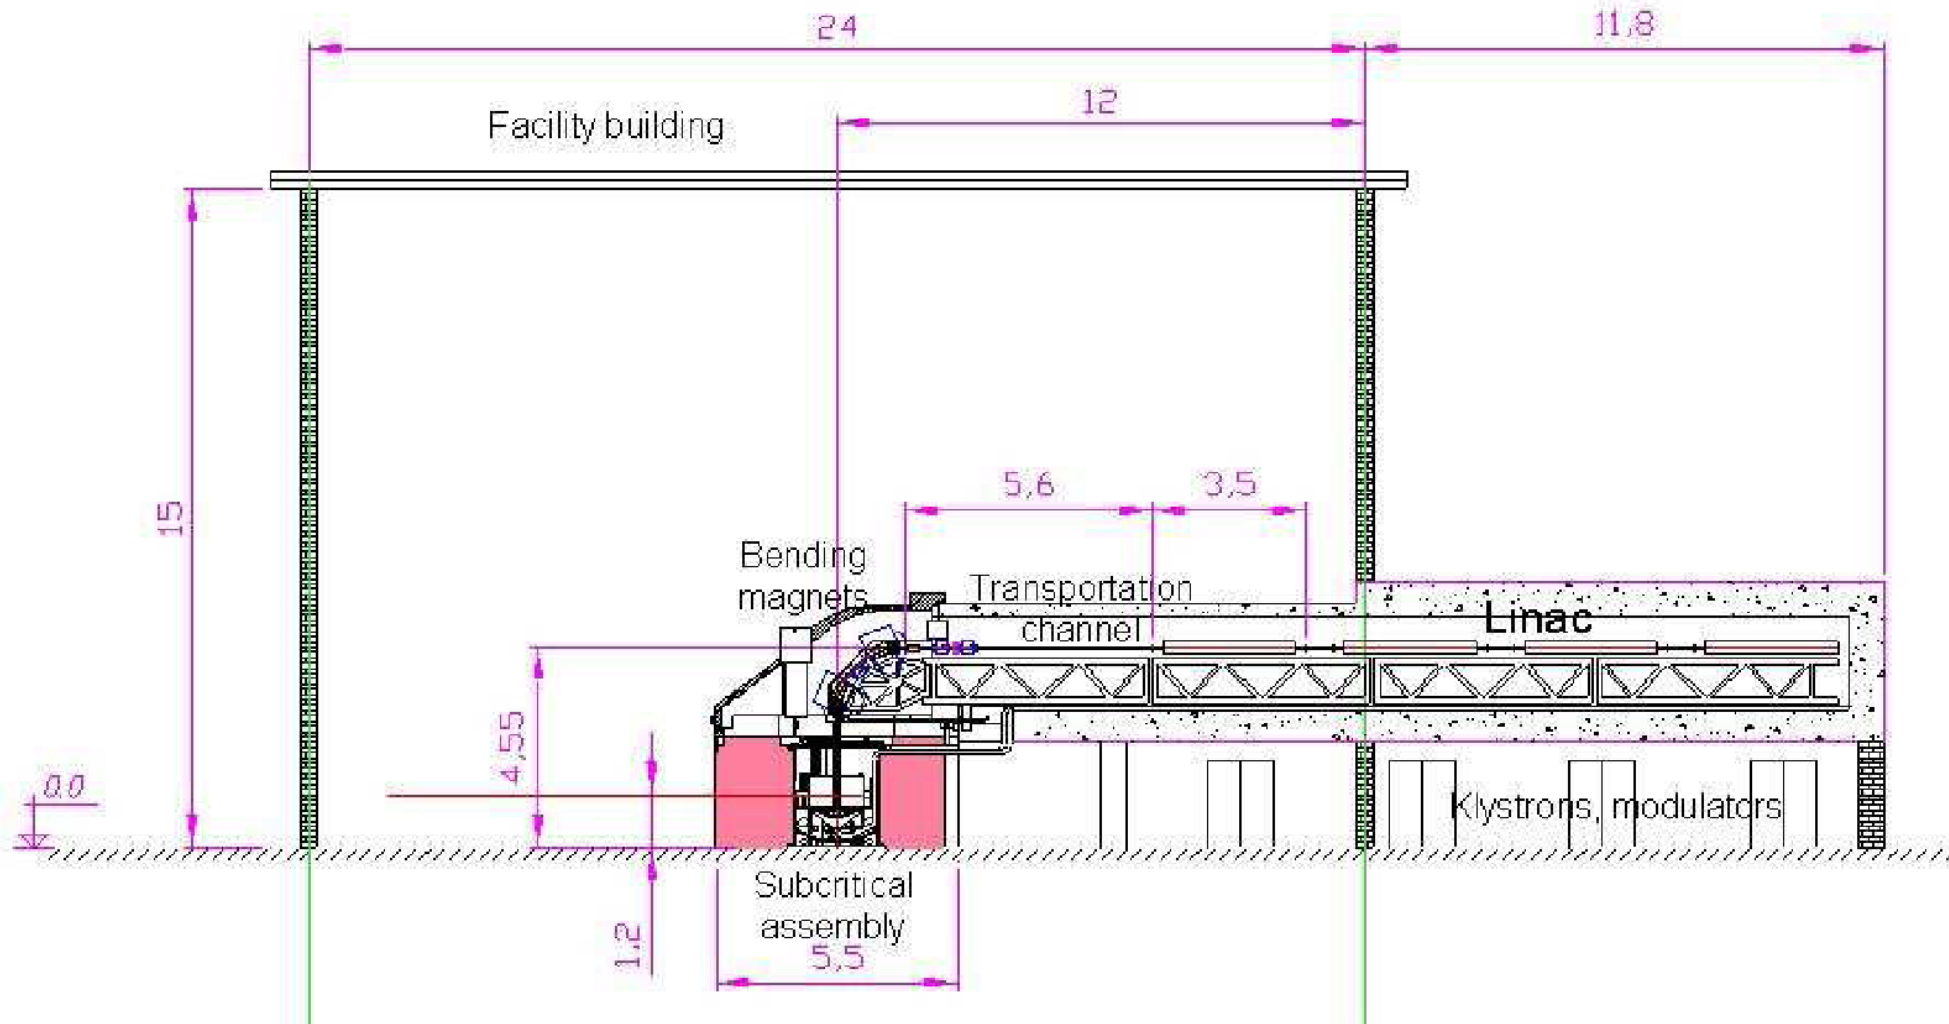 24
11,8
12
Facility building
5,6
3,5
15
Bending
magnets
Transportation
channel
Linac
4,55
0.0
Klystrons, modulators
Subcritical
assembly
1,2
5,5